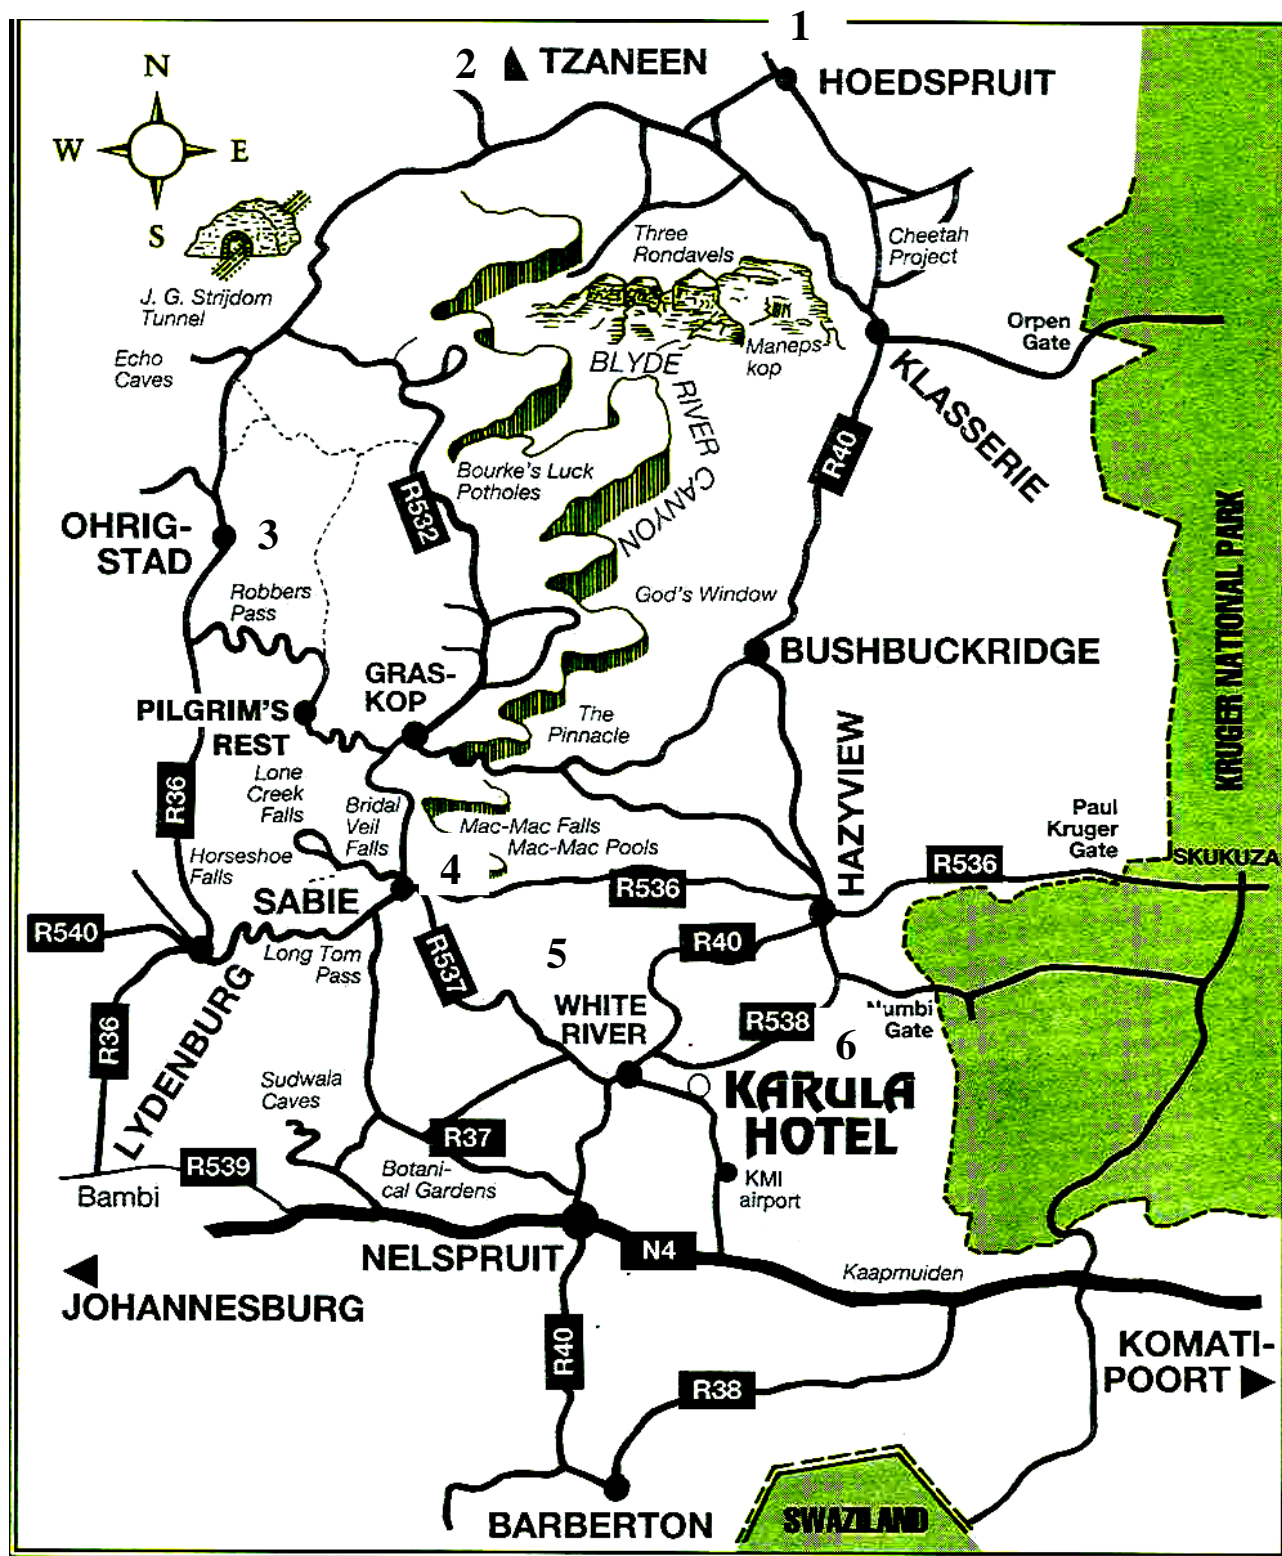 1
2
TZANEEN
HOEDSPRUIT
N
W
E
S
J. G. Strijdom
Tunnel
Three
Rondavels
Cheetah
Project
Echo
Caves
Orpen
Gate
BLYDE
RIVER
CANYON
Maneps-
kop
KLASSERIE
R40
Bourke's Luck
Potholes
R532
OHRIG-
STAD
3
KRUGER NATIONAL PARK
Robbers
Pass
God's Window
BUSHBUCKRIDGE
GRAS-
KOP
PILGRIM'S
REST
The
Pinnacle
HAZYVIEW
R36
Lone
Creek
Falls
Bridal
Veil
Falls
Mac-Mac Falls
Mac-Mac Pools
Paul
Kruger
Gate
Horseshoe
Falls
SKUKUZA
R536
R536
4
SABIE
R540
Long Tom
Pass
R537
R40
5
WHITE
RIVER
LYDENBURG
R538
umbi
Gate
6
R36
Sudwala
Caves
KARULA
HOTEL
R37
R539
Bambi
Botani-
cal Gardens
KMI
airport
NELSPRUIT
N4
Kaapmuiden
JOHANNESBURG
R40
KOMATI-
POORT
R38
BARBERTON
SWAZILAND